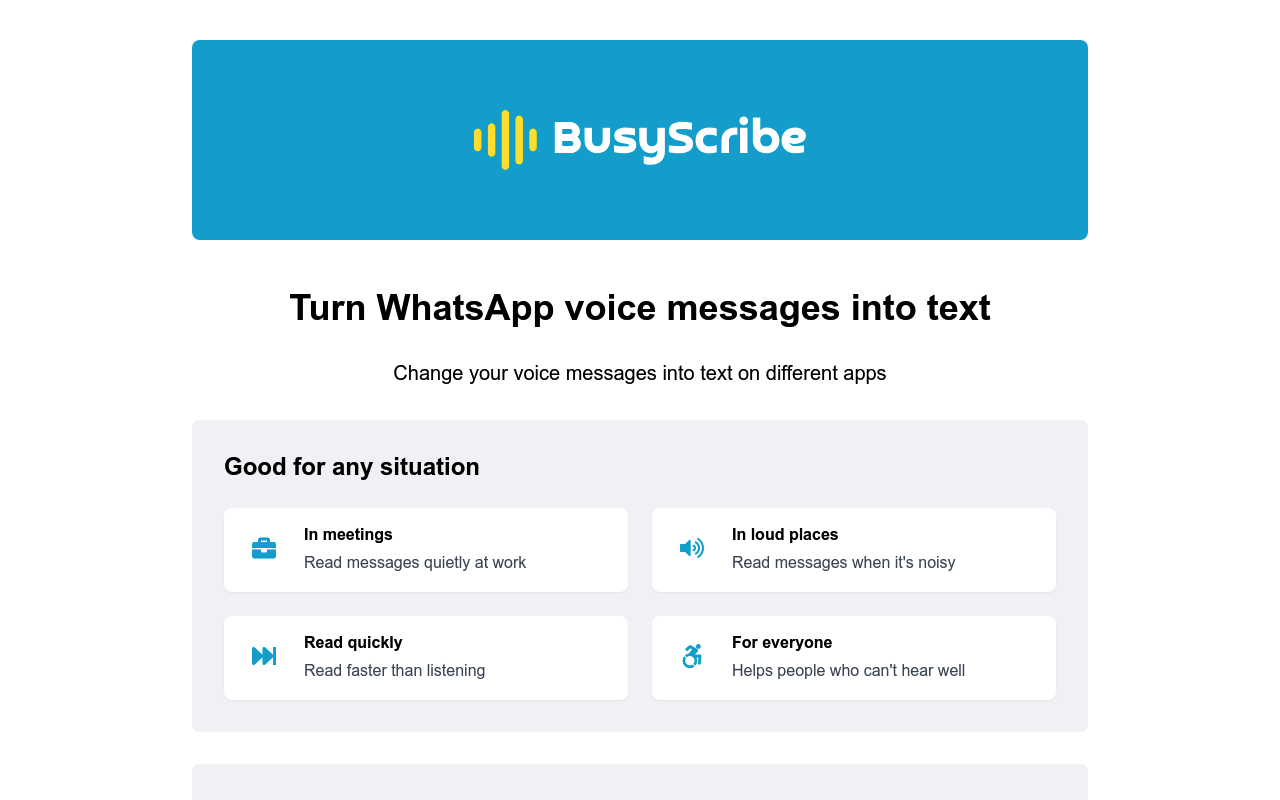 BusyScribe
Turn WhatsApp voice messages into text
Change your voice messages into text on different apps
Good for any situation
In meetings
Read messages quietly at work
In loud places
Read messages when it's noisy
Read quickly
Read faster than listening
For everyone
Helps people who can't hear well